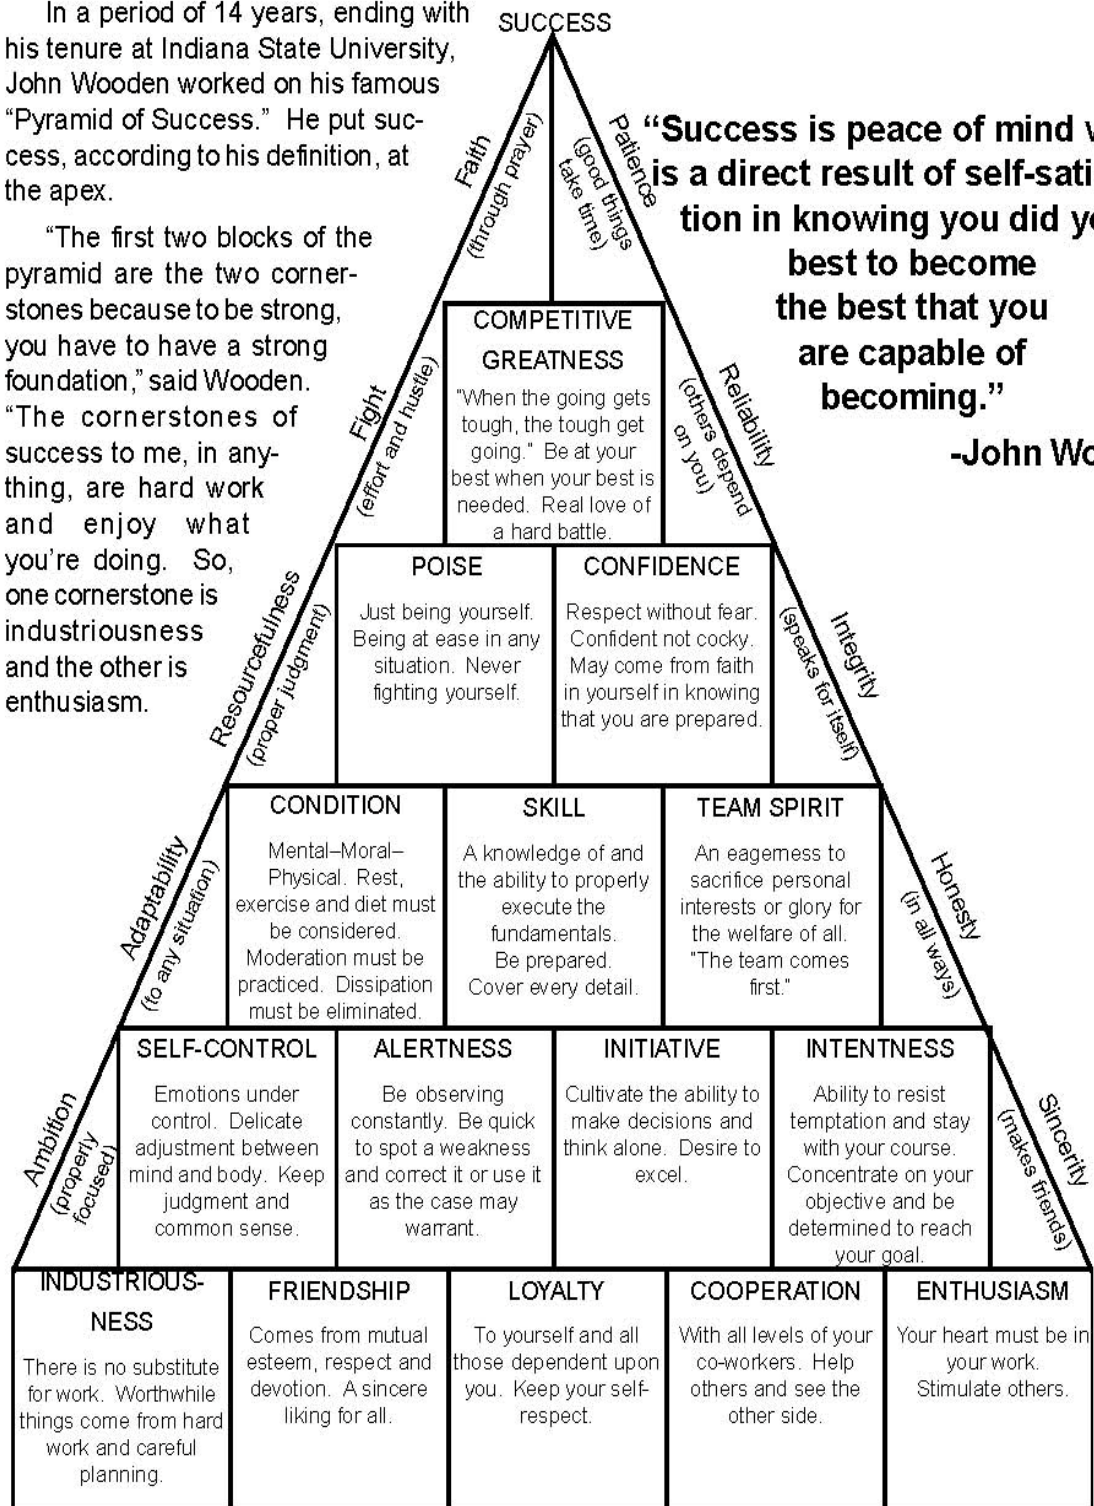 In a period of 14 years, ending with
his tenure at Indiana State University,
John Wooden worked on his famous
“Pyramid of Success.” He put suc-
cess, according to his definition, at
the apex.
“The first two blocks of the
pyramid are the two corner-
stones because to be strong,
you have to have a strong
foundation,” said Wooden.
“The cornerstones of
success to me, in any-
thing, are hard work
and enjoy what
you’re doing. So,
one cornerstone is
industriousness
and the other is
enthusiasm.
SUCCESS
“Success is peace of mind
is a direct result of self-sati
tion in knowing you did yo
best to become
the best that you
are capable of
becoming.”
-John Wo
Faith
(through prayer)
Patience
(good things
take time)
Fight
(effort and hustle)
COMPETITIVE
GREATNESS
"When the going gets
tough, the tough get
going." Be at your
best when your best is
needed. Real love of
a hard battle.
Reliability
(others depend
on you)
Resourcefulness
(proper judgment)
POISE
Just being yourself.
Being at ease in any
situation. Never
fighting yourself.
CONFIDENCE
Respect without fear.
Confident not cocky.
May come from faith
in yourself in knowing
that you are prepared.
Integrity
(speaks for itself)
Adaptability
(to any situation)
CONDITION
Mental–Moral–
Physical. Rest,
exercise and diet must
be considered.
Moderation must be
practiced. Dissipation
must be eliminated.
SKILL
A knowledge of and
the ability to properly
execute the
fundamentals.
Be prepared.
Cover every detail.
TEAM SPIRIT
An eagerness to
sacrifice personal
interests or glory for
the welfare of all.
"The team comes
first."
Honesty
(in all ways)
Ambition
(properly
focused)
SELF-CONTROL
Emotions under
control. Delicate
adjustment between
mind and body. Keep
judgment and
common sense.
ALERTNESS
Be observing
constantly. Be quick
to spot a weakness
and correct it or use it
as the case may
warrant.
INITIATIVE
Cultivate the ability to
make decisions and
think alone. Desire to
excel.
INTENTNESS
Ability to resist
temptation and stay
with your course.
Concentrate on your
objective and be
determined to reach
your goal.
Sincerity
(makes friends)
INDUSTRIOUS-
NESS
There is no substitute
for work. Worthwhile
things come from hard
work and careful
planning.
FRIENDSHIP
Comes from mutual
esteem, respect and
devotion. A sincere
liking for all.
LOYALTY
To yourself and all
those dependent upon
you. Keep your self-
respect.
COOPERATION
With all levels of your
co-workers. Help
others and see the
other side.
ENTHUSIASM
Your heart must be in
your work.
Stimulate others.